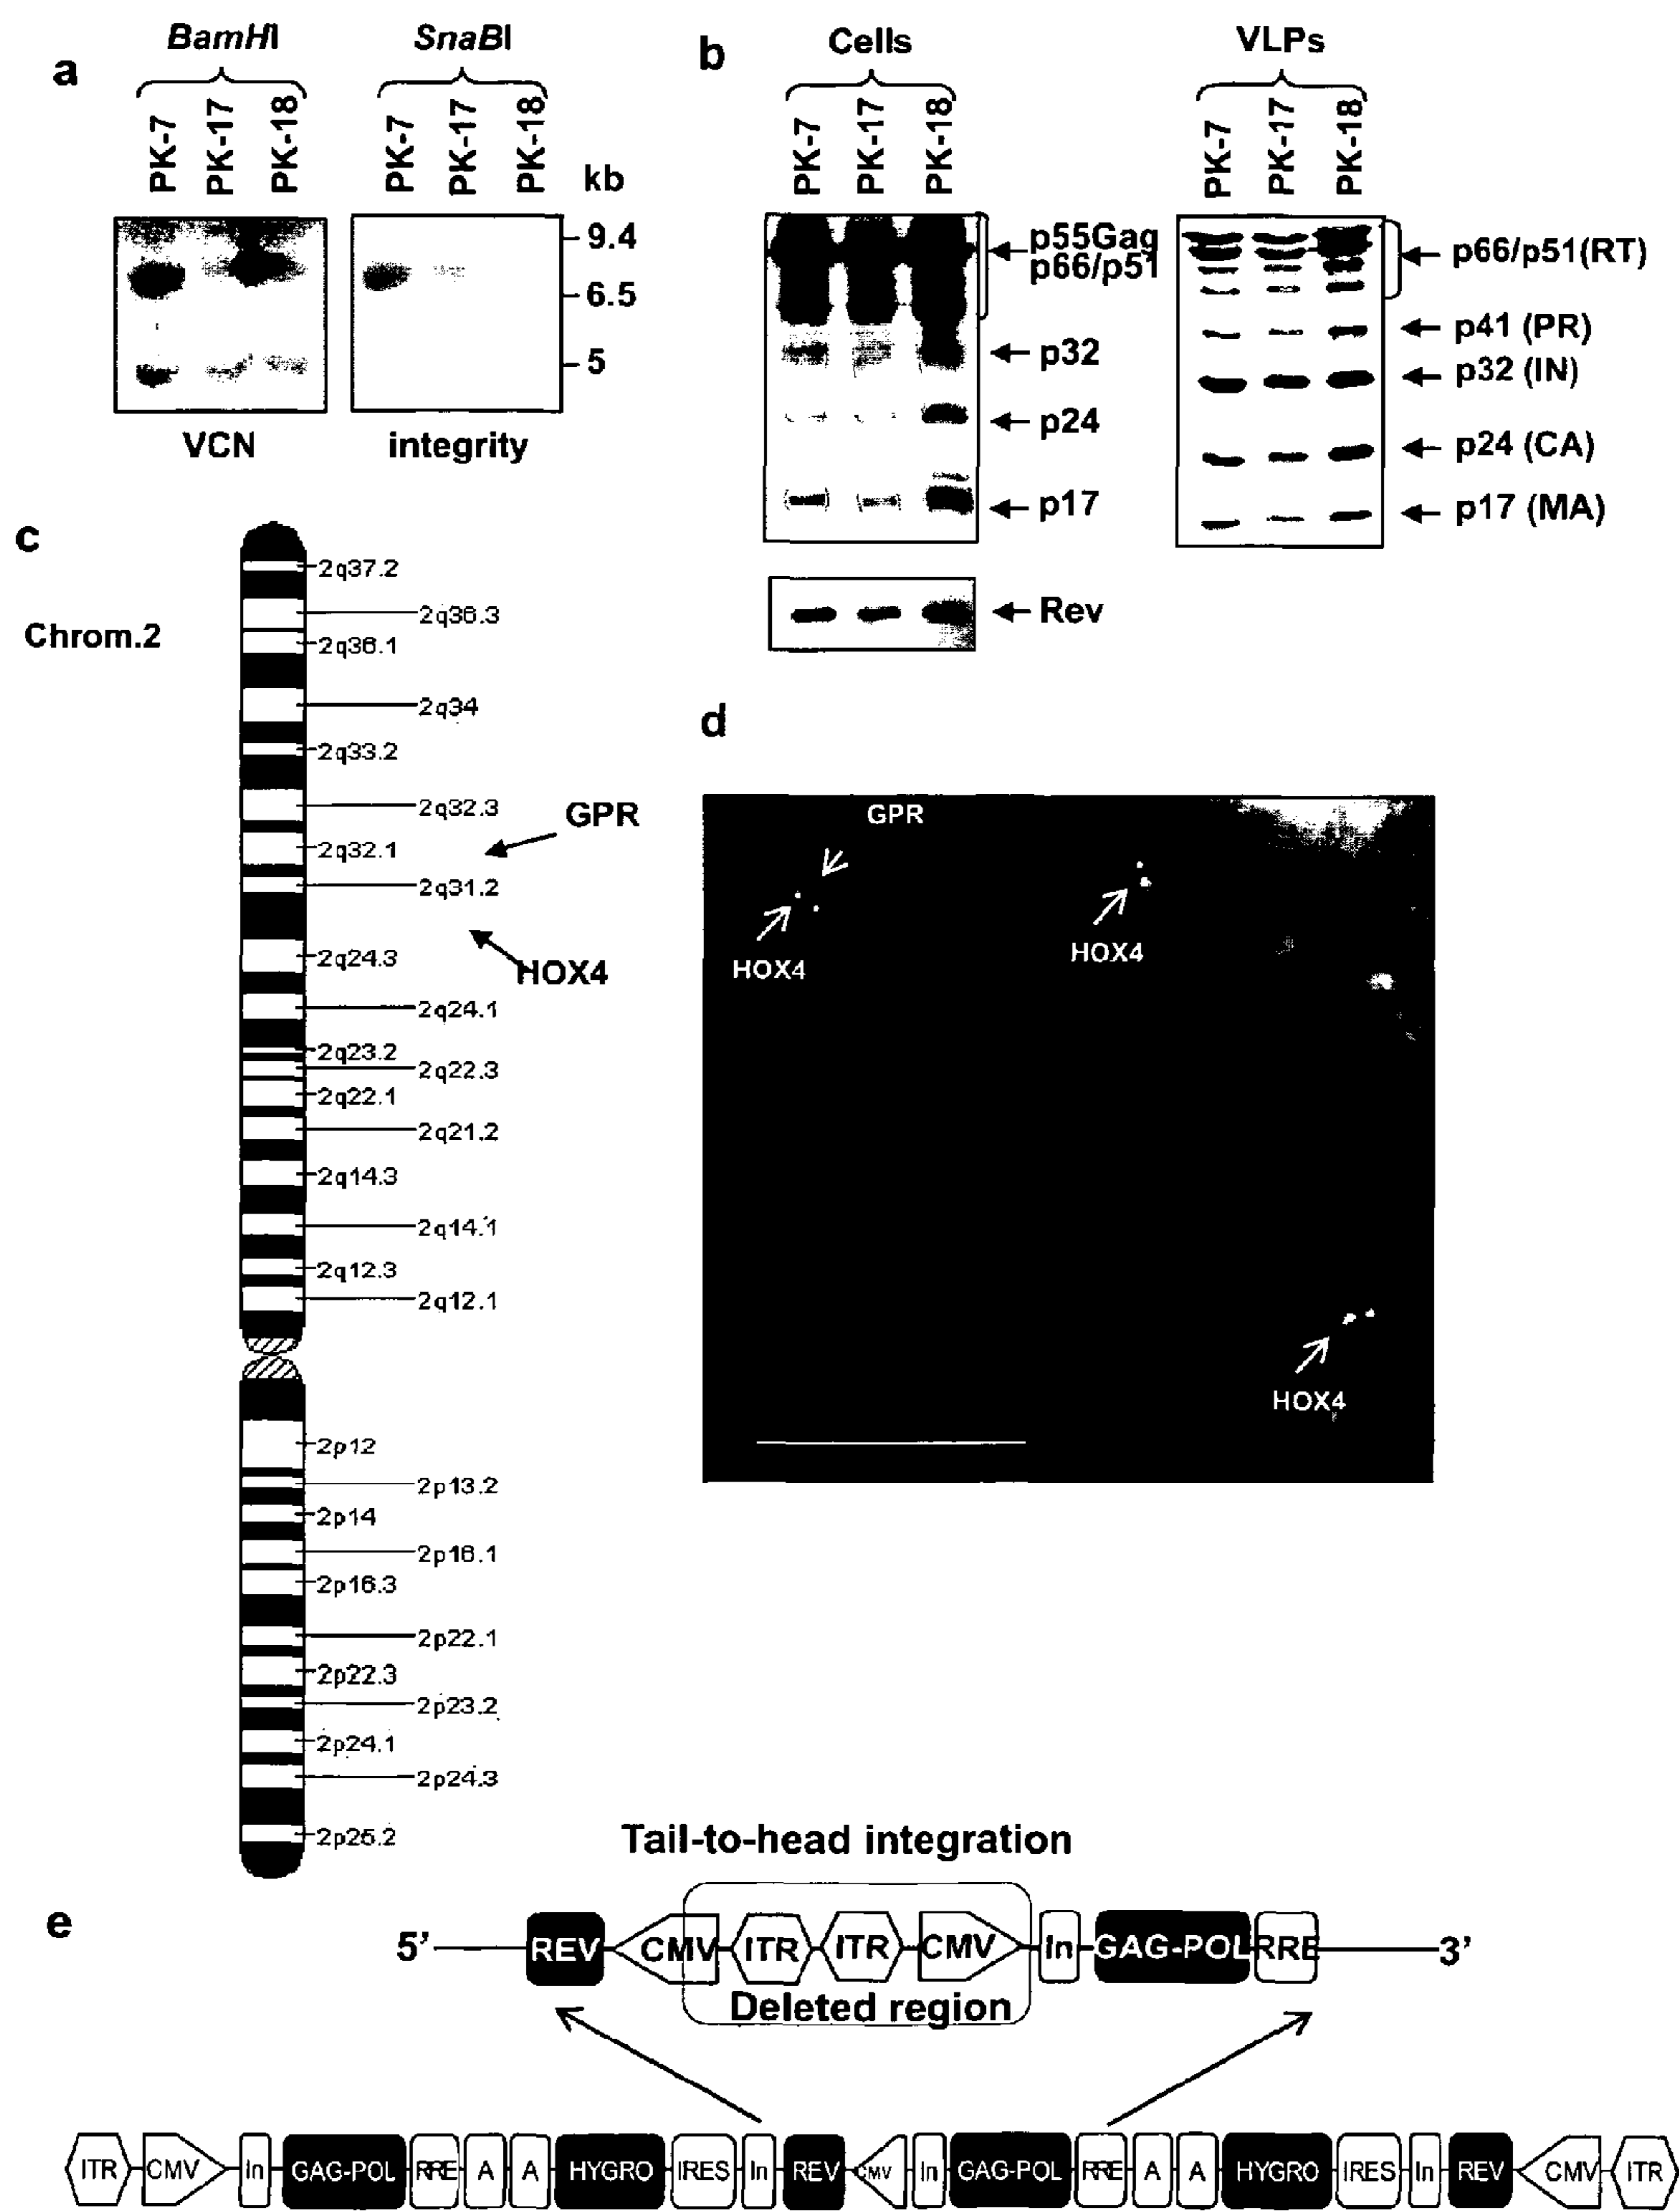 a
BamHI
SnaBI
PK-7
PK-17
PK-18
PK-7
PK-17
PK-18
kb
9.4
6.5
5
VCN
integrity
b
Cells
VLPs
PK-7
PK-17
PK-18
PK-7
PK-17
PK-18
p55Gag
p66/p51
p32
p24
p17
Rev
p66/p51(RT)
p41 (PR)
p32 (IN)
p24 (CA)
p17 (MA)
c
Chrom.2
2q37.2
2q36.3
2q36.1
2q34
2q33.2
2q32.3
2q32.1
2q31.2
2q24.3
2q24.1
2q23.2
2q22.3
2q22.1
2q21.2
2q14.3
2q14.1
2q12.3
2q12.1
2p12
2p13.2
2p14
2p16.1
2p16.3
2p22.1
2p22.3
2p23.2
2p24.1
2p24.3
2p25.2
GPR
HOX4
d
GPR
HOX4
HOX4
HOX4
e
Tail-to-head integration
5' REV CMV ITR ITR CMV In GAG-POL RRE 3'
Deleted region
ITR CMV In GAG-POL RRE A A HYGRO IRES In REV CMV In GAG-POL RRE A A HYGRO IRES In REV CMV ITR